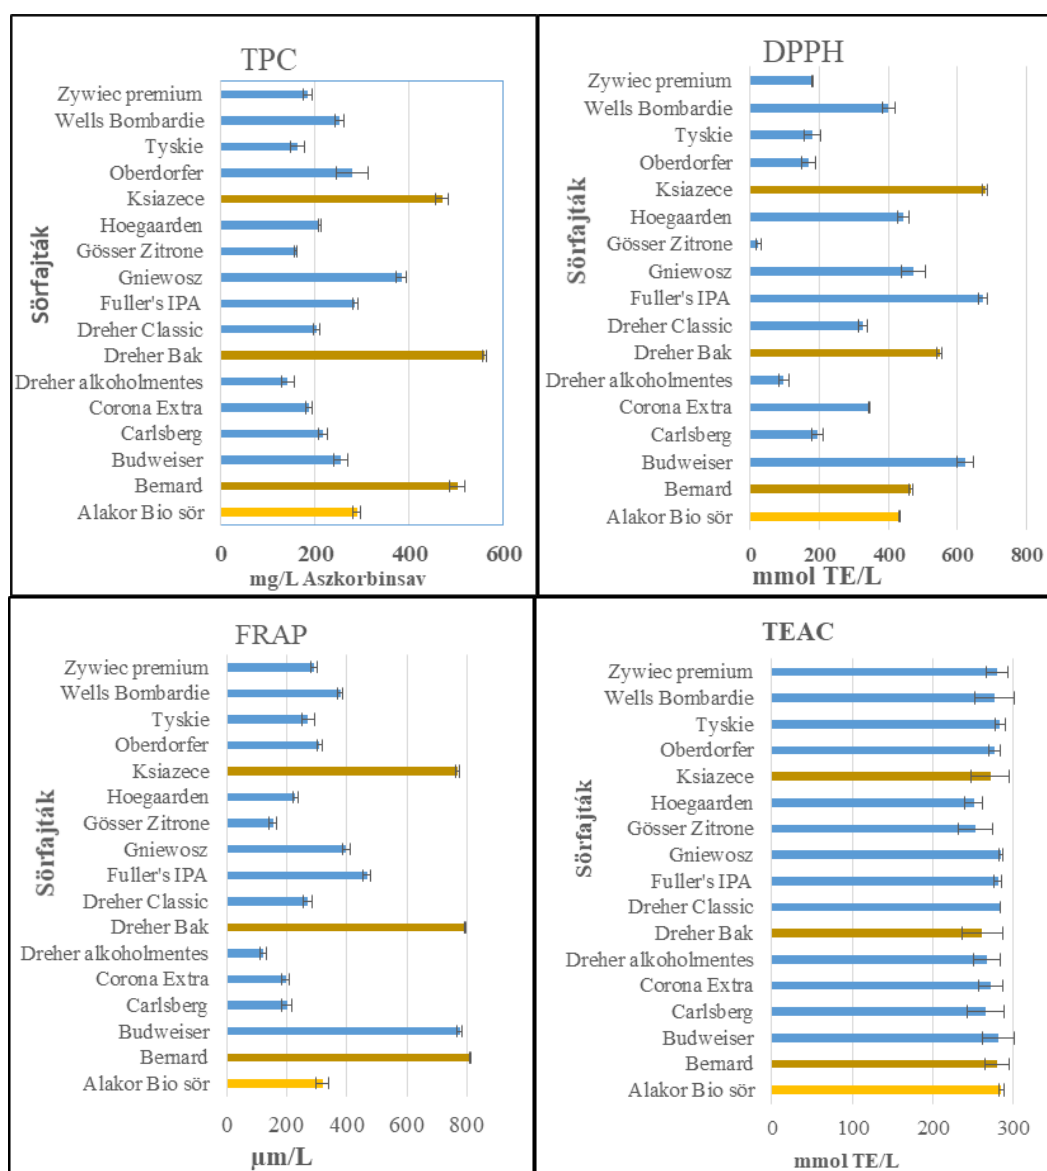 TPC
Sörfajták
Zywiec premium
Wells Bombardie
Tyskie
Oberdorfer
Ksiazece
Hoegaarden
Gösser Zitrone
Gniewosz
Fuller's IPA
Dreher Classic
Dreher Bak
Dreher alkoholmentes
Corona Extra
Carlsberg
Budweiser
Bernard
Alakor Bio sör
0 200 400 600
mg/L Aszkorbinsav
DPPH
Sörfajták
Zywiec premium
Wells Bombardie
Tyskie
Oberdorfer
Ksiazece
Hoegaarden
Gösser Zitrone
Gniewosz
Fuller's IPA
Dreher Classic
Dreher Bak
Dreher alkoholmentes
Corona Extra
Carlsberg
Budweiser
Bernard
Alakor Bio sör
0 200 400 600 800
mmol TE/L
FRAP
Sörfajták
Zywiec premium
Wells Bombardie
Tyskie
Oberdorfer
Ksiazece
Hoegaarden
Gösser Zitrone
Gniewosz
Fuller's IPA
Dreher Classic
Dreher Bak
Dreher alkoholmentes
Corona Extra
Carlsberg
Budweiser
Bernard
Alakor Bio sör
0 200 400 600 800
µm/L
TEAC
Sörfajták
Zywiec premium
Wells Bombardie
Tyskie
Oberdorfer
Ksiazece
Hoegaarden
Gösser Zitrone
Gniewosz
Fuller's IPA
Dreher Classic
Dreher Bak
Dreher alkoholmentes
Corona Extra
Carlsberg
Budweiser
Bernard
Alakor Bio sör
0 100 200 300
mmol TE/L